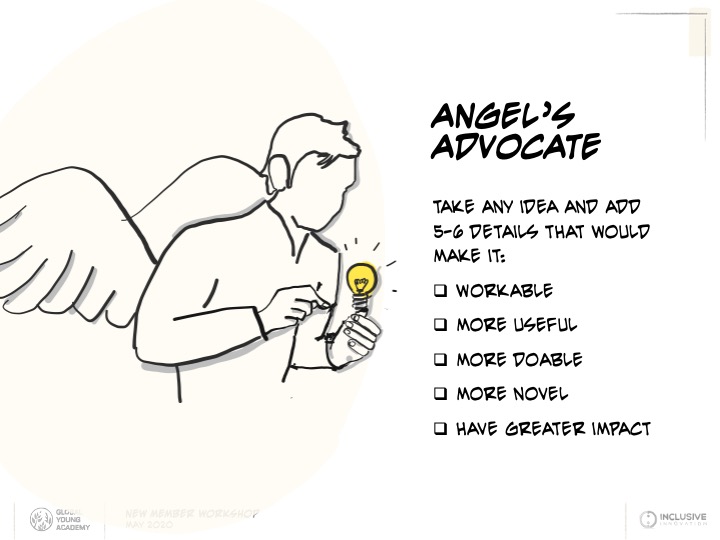 ANGEL'S
ADVOCATE
TAKE ANY IDEA AND ADD
5-6 DETAILS THAT WOULD
MAKE IT:
❑ WORKABLE
❑ MORE USEFUL
❑ MORE DOABLE
❑ MORE NOVEL
❑ HAVE GREATER IMPACT
GLOBAL
YOUNG
ACADEMY
NEW MEMBER WORKSHOP
MAY 2020
INCLUSIVE
INNOVATION